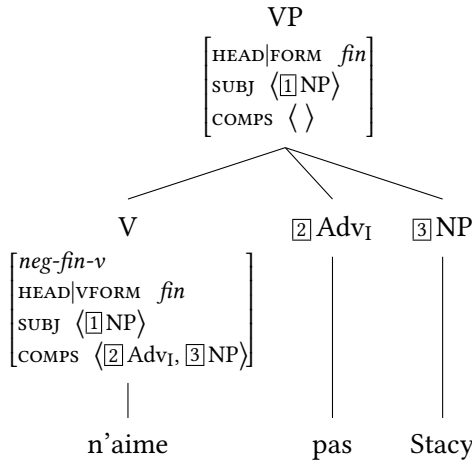 VP
HEAD|FORM fin
SUBJ ⟨[1]NP⟩
COMPS ⟨ ⟩
V [2]Adv_I [3]NP
neg-fin-v
HEAD|VFORM fin
SUBJ ⟨[1]NP⟩
COMPS ⟨[2]Adv_I, [3]NP⟩
n'aime pas Stacy